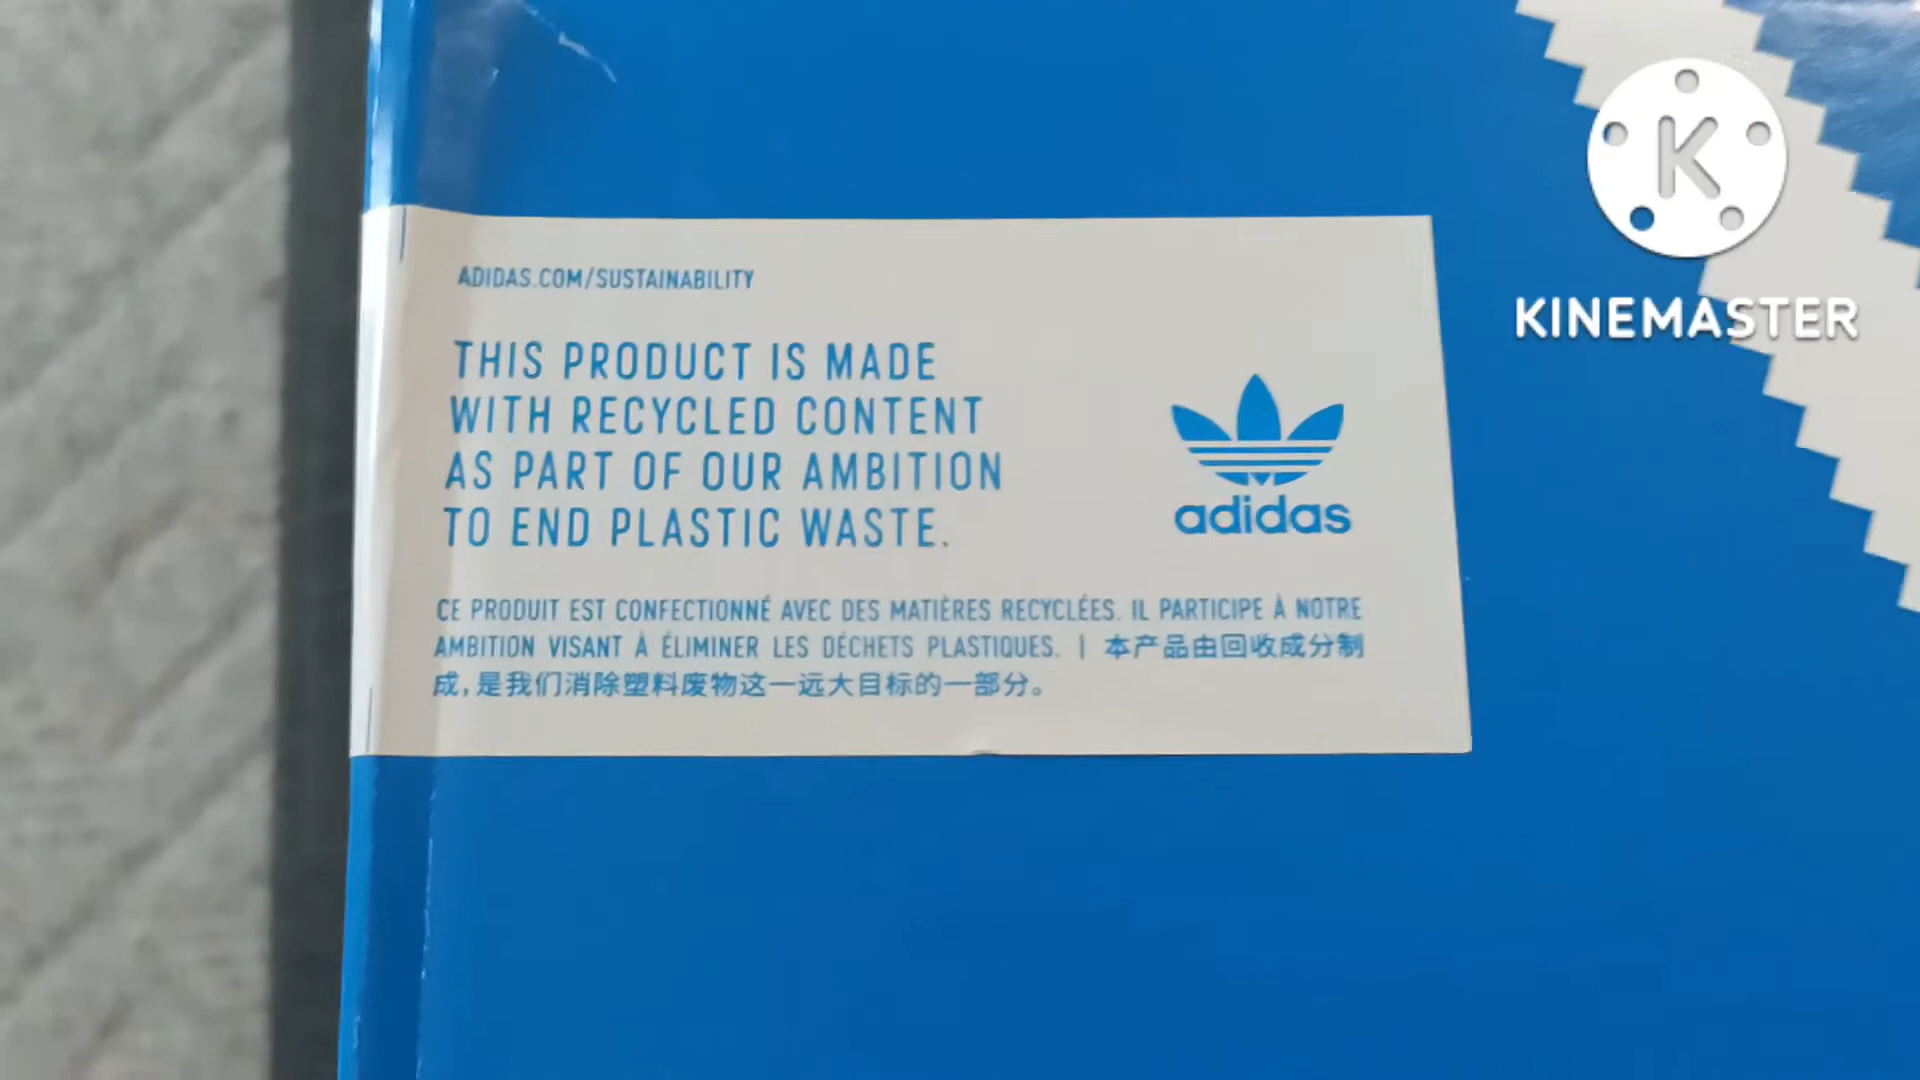 ADIDAS.COM/SUSTAINABILITY
THIS PRODUCT IS MADE
WITH RECYCLED CONTENT
AS PART OF OUR AMBITION
TO END PLASTIC WASTE.
adidas
CE PRODUIT EST CONFECTIONNÉ AVEC DES MATIÈRES RECYCLÉES. IL PARTICIPE À NOTRE
AMBITION VISANT À ÉLIMINER LES DÉCHETS PLASTIQUES. | 本产品由回收成分制
成,是我们消除塑料废物这一远大目标的一部分。
K
KINEMASTER